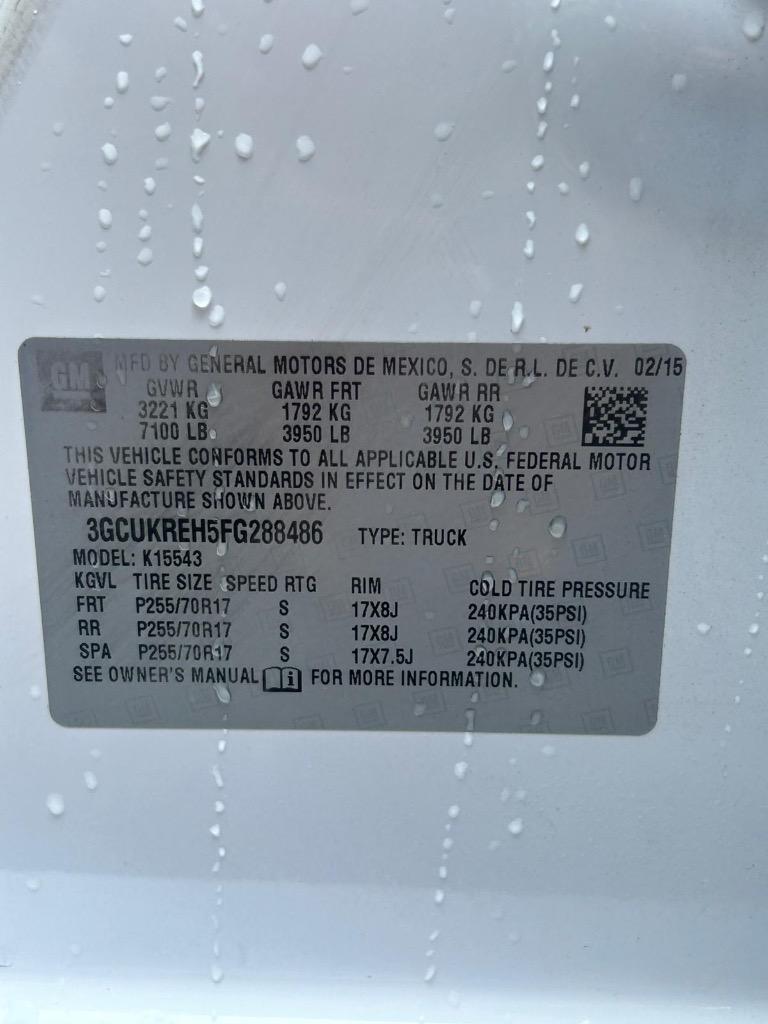 GM MFD BY GENERAL MOTORS DE MEXICO, S. DE R.L. DE C.V. 02/15
GVWR GAWR FRT GAWR RR
3221 KG 1792 KG 1792 KG
7100 LB 3950 LB 3950 LB
THIS VEHICLE CONFORMS TO ALL APPLICABLE U.S. FEDERAL MOTOR
VEHICLE SAFETY STANDARDS IN EFFECT ON THE DATE OF
MANUFACTURE SHOWN ABOVE.
3GCUKREH5FG288486 TYPE: TRUCK
MODEL: K15543
KGVL TIRE SIZE SPEED RTG RIM COLD TIRE PRESSURE
FRT P255/70R17 S 17X8J 240KPA(35PSI)
RR P255/70R17 S 17X8J 240KPA(35PSI)
SPA P255/70R17 S 17X7.5J 240KPA(35PSI)
SEE OWNER'S MANUAL i FOR MORE INFORMATION.